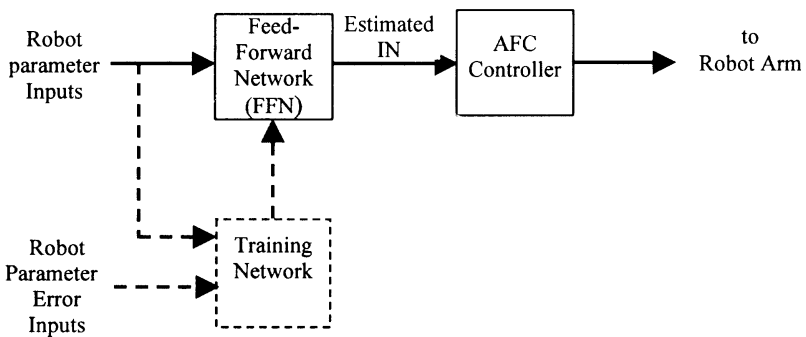 Robot
parameter
Inputs
Feed-
Forward
Network
(FFN)
Estimated
IN
AFC
Controller
to
Robot Arm
Robot
Parameter
Error
Inputs
Training
Network